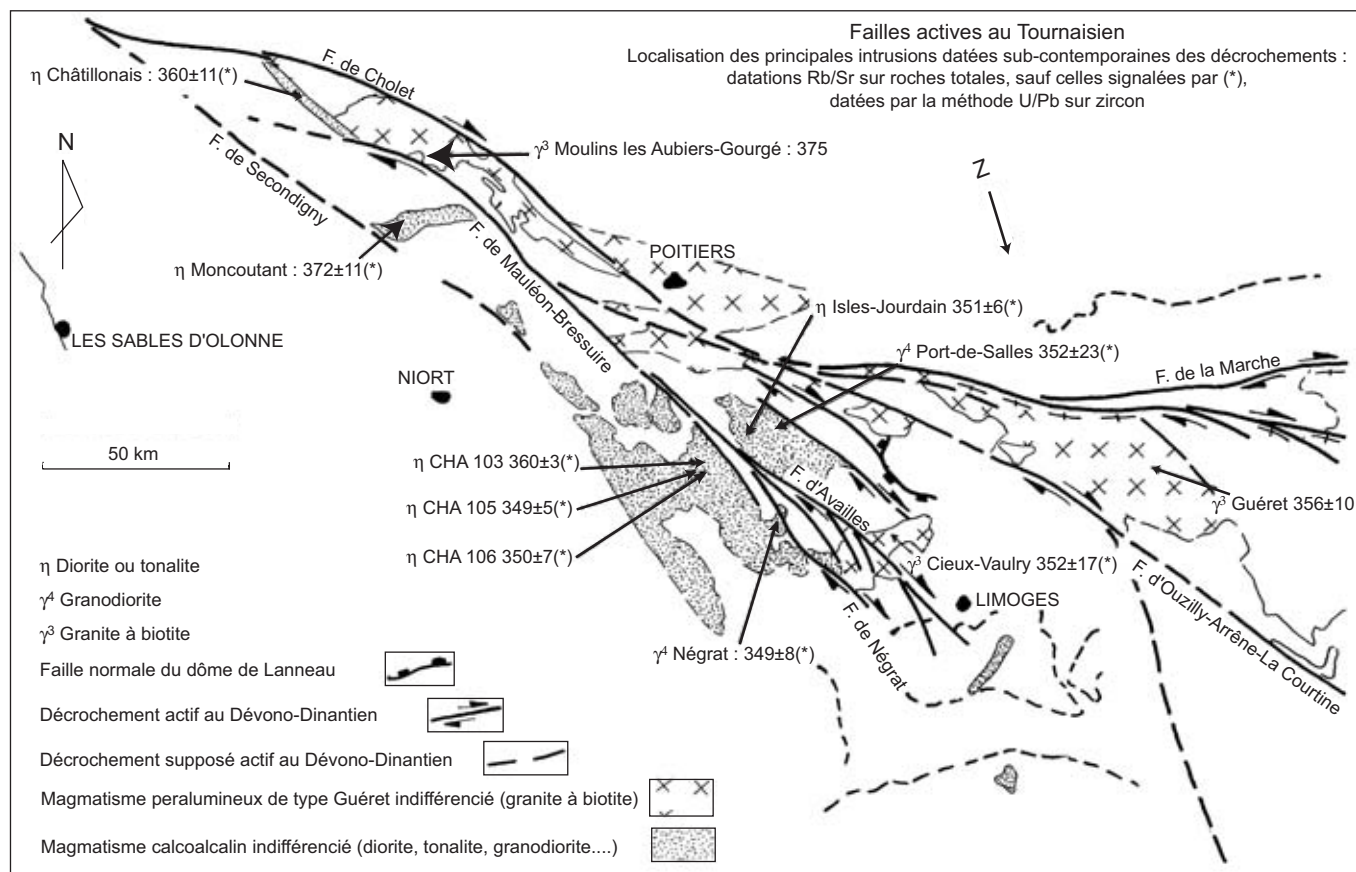 Failles actives au Tournaisien
Localisation des principales intrusions datées sub-contemporaines des décrochements :
datations Rb/Sr sur roches totales, sauf celles signalées par (*),
datées par la méthode U/Pb sur zircon
η Châtillonais : 360±11(*)
F. de Cholet
N
F. de Secondigny
γ³ Moulins les Aubiers-Gourgé : 375
Z
POITIERS
η Moncoutant : 372±11(*)
F. de Mauléon-Bressuire
η Isles-Jourdain 351±6(*)
LES SABLES D'OLONNE
γ⁴ Port-de-Salles 352±23(*)
F. de la Marche
NIORT
50 km
η CHA 103 360±3(*)
η CHA 105 349±5(*)
η CHA 106 350±7(*)
F. d'Availles
γ³ Guéret 356±10
γ³ Cieux-Vaulry 352±17(*)
F. d'Ouzilly-Arrêne-La Courtine
LIMOGES
F. de Négrat
γ⁴ Négrat : 349±8(*)
η Diorite ou tonalite
γ⁴ Granodiorite
γ³ Granite à biotite
Faille normale du dôme de Lanneau
Décrochement actif au Dévono-Dinantien
Décrochement supposé actif au Dévono-Dinantien
Magmatisme peralumineux de type Guéret indifférencié (granite à biotite)
Magmatisme calcoalcalin indifférencié (diorite, tonalite, granodiorite....)